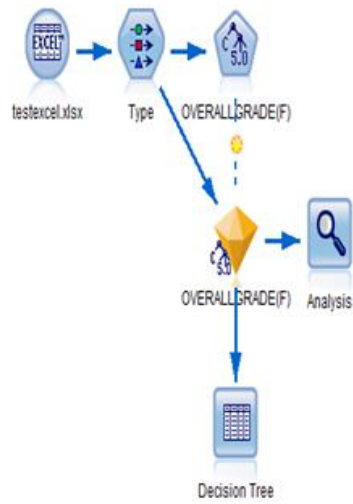 EXCEL
C 5.0
testexcel.xlsx
Type
OVERALLGRADE(F)
C 5.0
OVERALLGRADE(F)
Analysis
Decision Tree